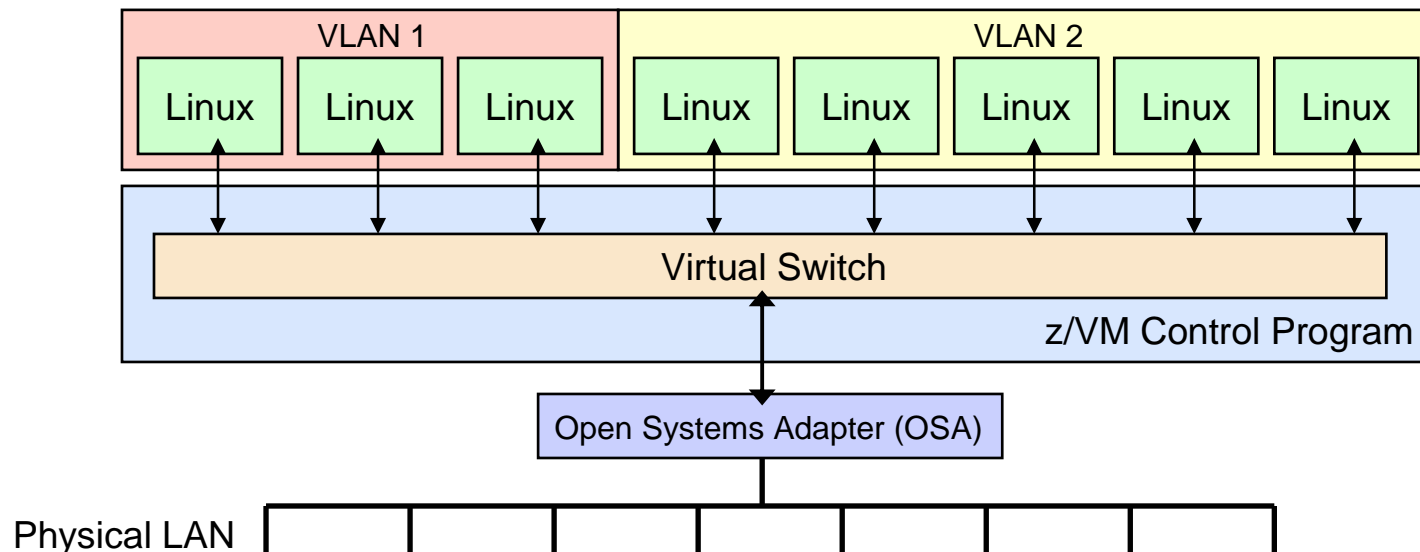 VLAN 1
VLAN 2
Linux
Linux
Linux
Linux
Linux
Linux
Linux
Linux
Virtual Switch
z/VM Control Program
Open Systems Adapter (OSA)
Physical LAN